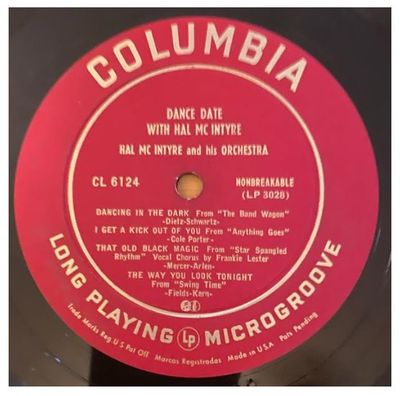 COLUMBIA
DANCE DATE
WITH HAL MC INTYRE
HAL MC INTYRE and his ORCHESTRA
CL 6124
NONBREAKABLE
(LP 3028)
DANCING IN THE DARK From "The Band Wagon"
-Dietz-Schwartz-
I GET A KICK OUT OF YOU From "Anything Goes"
-Cole Porter-
THAT OLD BLACK MAGIC From "Star Spangled
Rhythm" Vocal Chorus by Frankie Lester
-Mercer-Arlen-
THE WAY YOU LOOK TONIGHT
From "Swing Time"
-Fields-Kern-
LONG PLAYING LP MICROGROOVE
Trade Marks Reg U S Pat Off Marcas Registradas Made in U.S.A Pats Pending